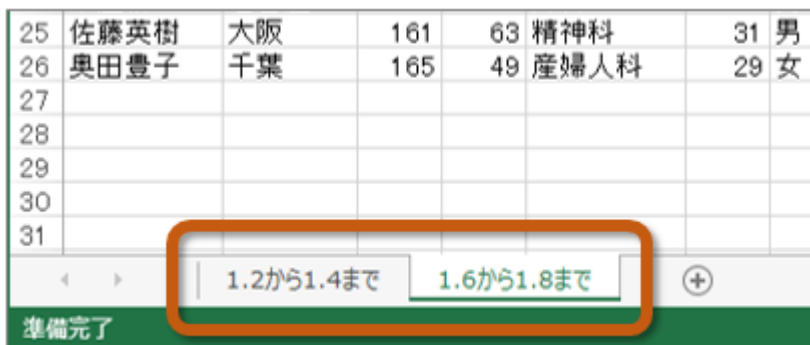 25 佐藤英樹 大阪 161 63 精神科 31 男
26 奥田豊子 千葉 165 49 産婦人科 29 女
27
28
29
30
31
1.2から1.4まで 1.6から1.8まで
準備完了